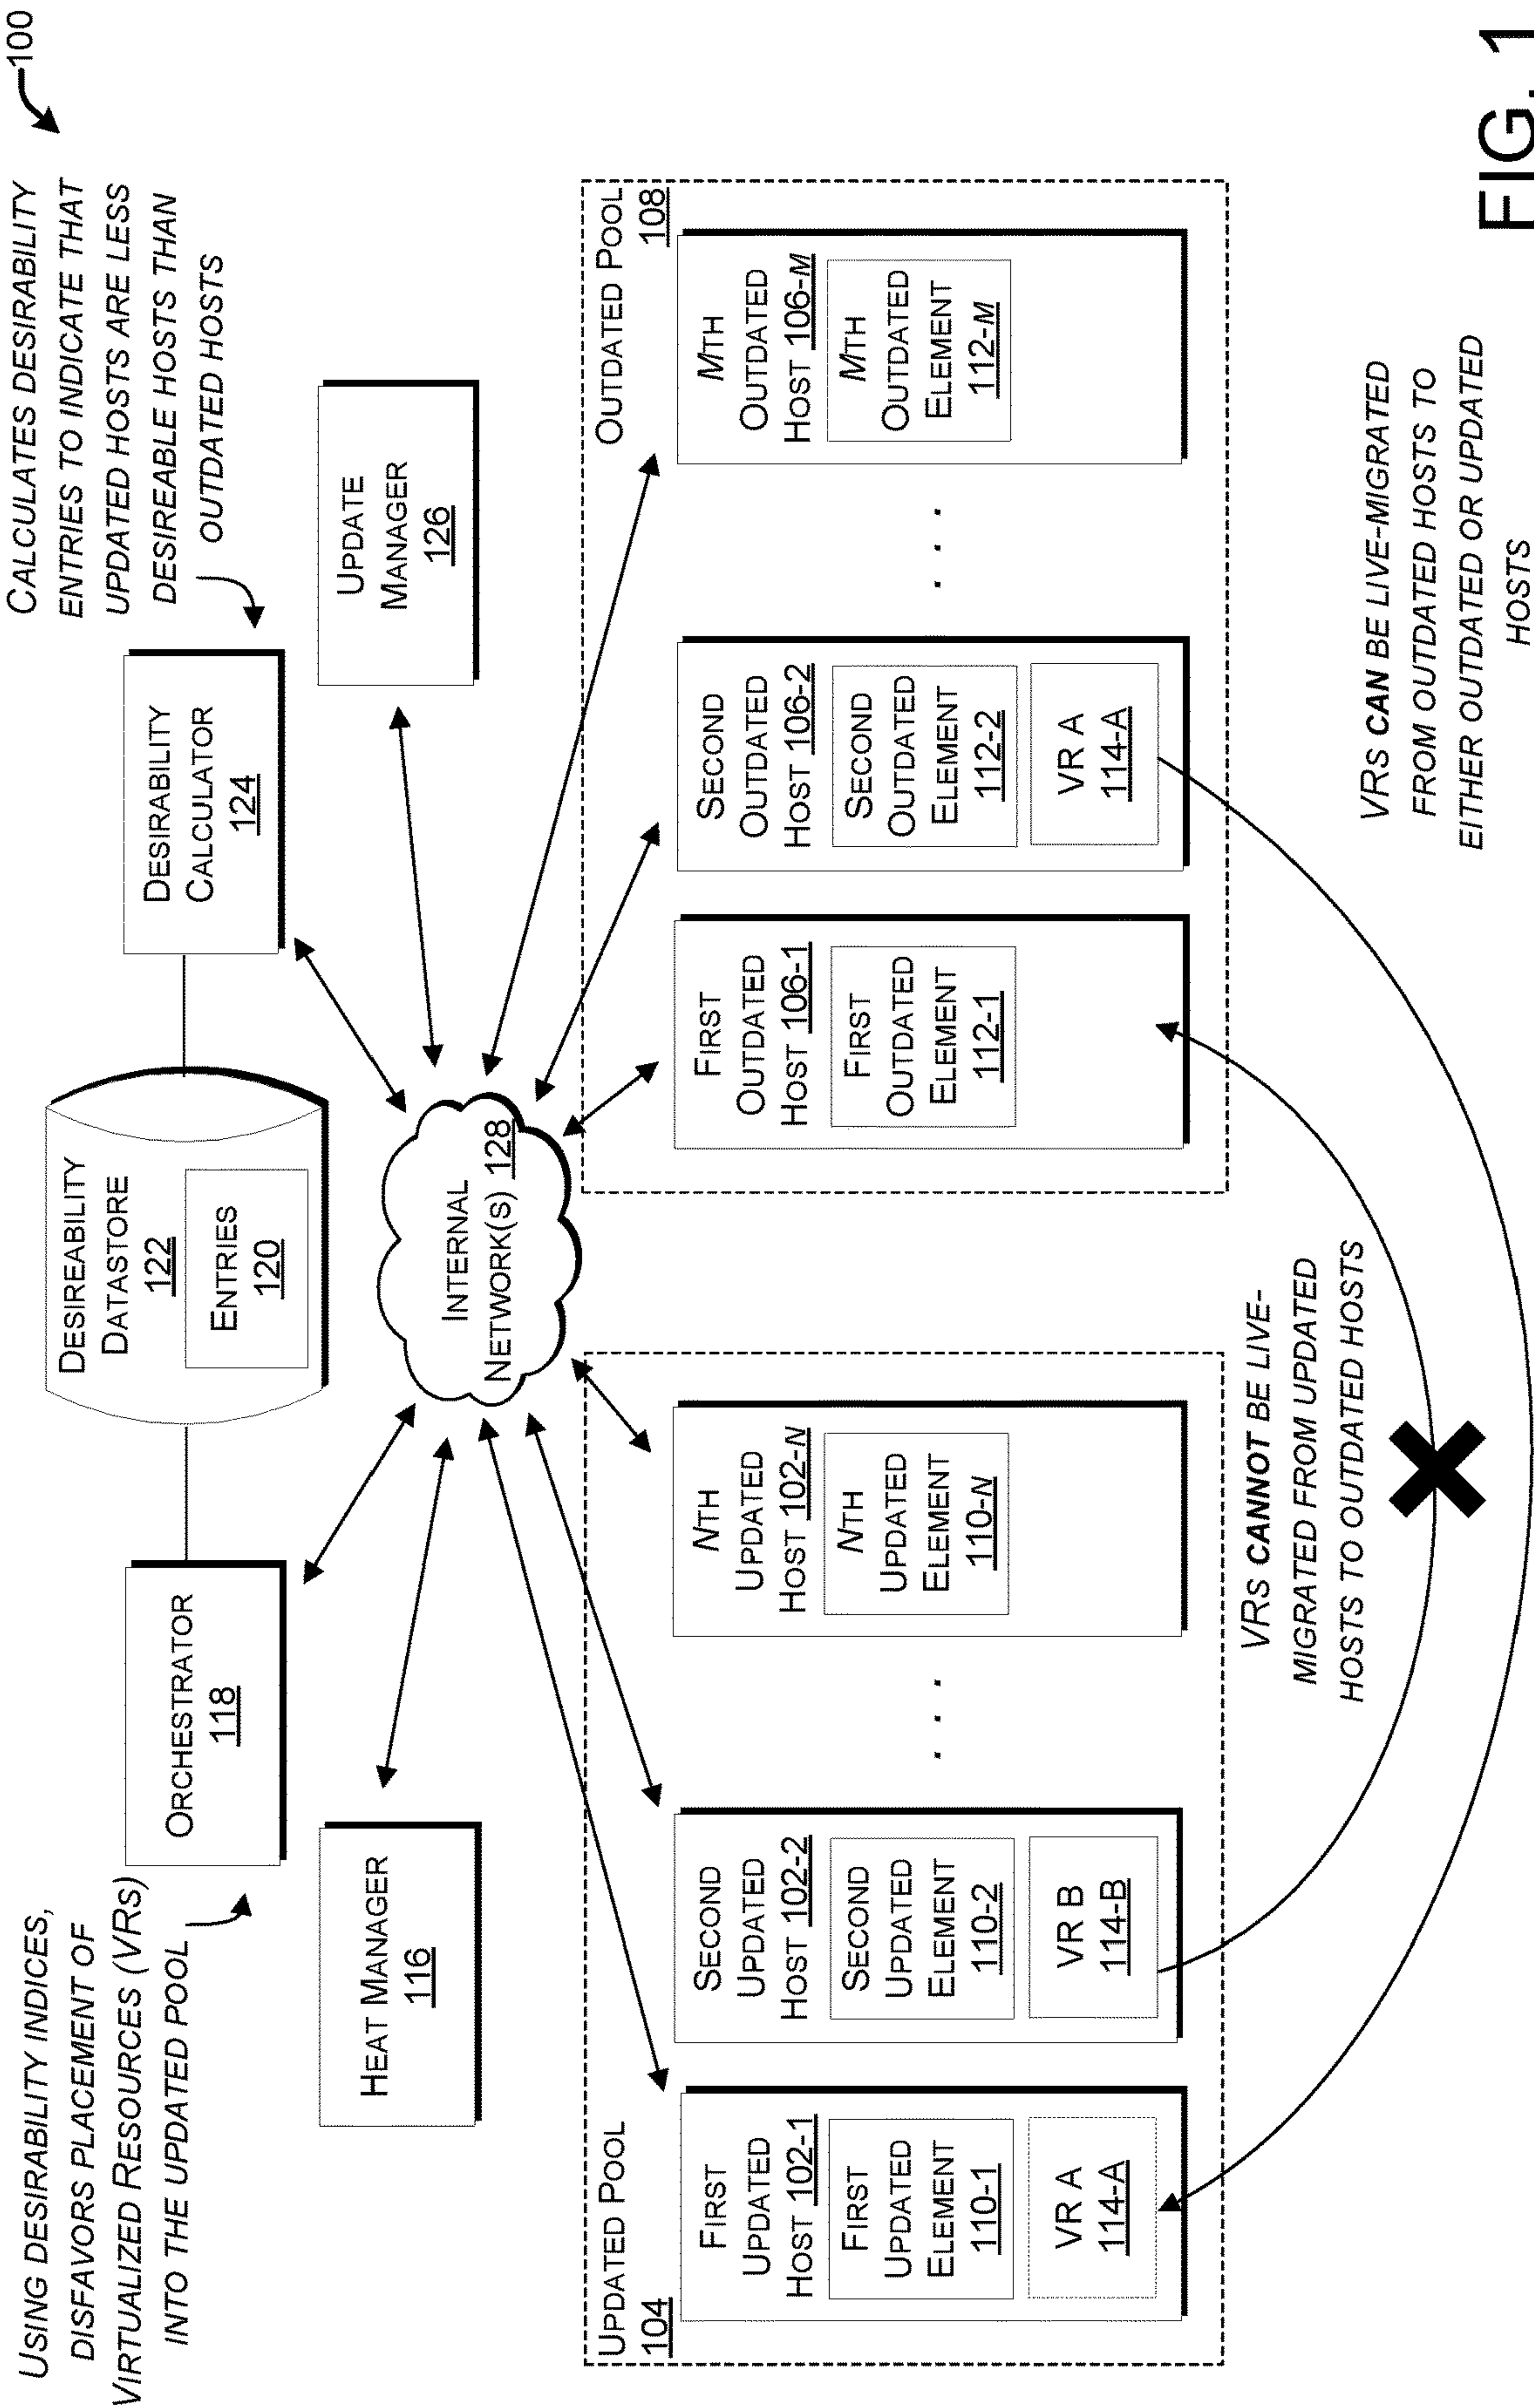 100
USING DESIRABILITY INDICES,
DISFAVORS PLACEMENT OF
VIRTUALIZED RESOURCES (VRS)
INTO THE UPDATED POOL
ORCHESTRATOR
118
DESIREABILITY
DATASTORE
122
ENTRIES
120
DESIRABILITY
CALCULATOR
124
CALCULATES DESIRABILITY
ENTRIES TO INDICATE THAT
UPDATED HOSTS ARE LESS
DESIREABLE HOSTS THAN
OUTDATED HOSTS
HEAT MANAGER
116
INTERNAL
NETWORK(S) 128
UPDATE
MANAGER
126
UPDATED POOL
104
FIRST
UPDATED
HOST 102-1
FIRST
UPDATED
ELEMENT
110-1
VR A
114-A
SECOND
UPDATED
HOST 102-2
SECOND
UPDATED
ELEMENT
110-2
VR B
114-B
. . .
NTH
UPDATED
HOST 102-N
NTH
UPDATED
ELEMENT
110-N
OUTDATED POOL
108
FIRST
OUTDATED
HOST 106-1
FIRST
OUTDATED
ELEMENT
112-1
SECOND
OUTDATED
HOST 106-2
SECOND
OUTDATED
ELEMENT
112-2
VR A
114-A
. . .
MTH
OUTDATED
HOST 106-M
MTH
OUTDATED
ELEMENT
112-M
VRS CANNOT BE LIVE-
MIGRATED FROM UPDATED
HOSTS TO OUTDATED HOSTS
VRS CAN BE LIVE-MIGRATED
FROM OUTDATED HOSTS TO
EITHER OUTDATED OR UPDATED
HOSTS
FIG. 1